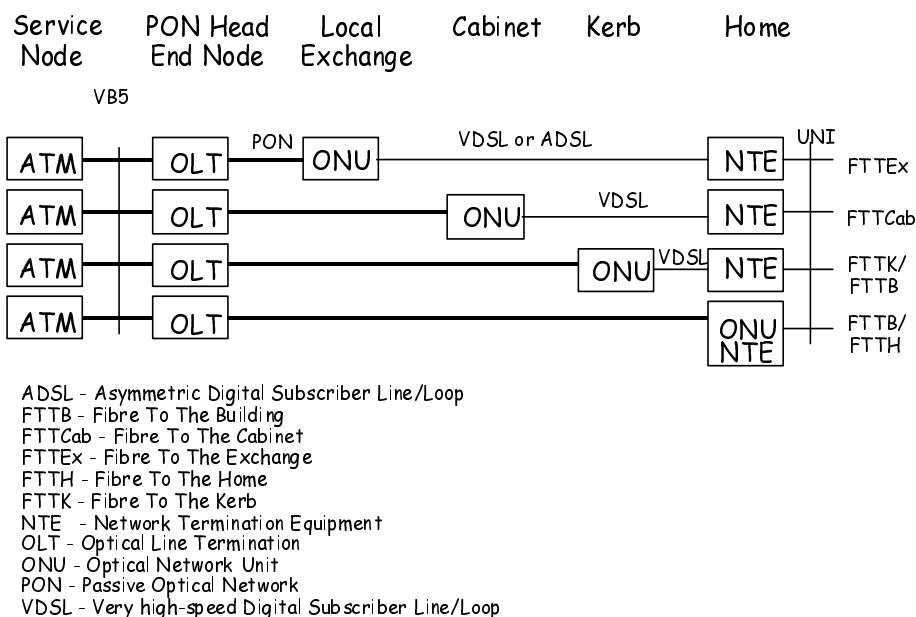 Service Node
PON Head End Node
Local Exchange
Cabinet
Kerb
Home
VB5
ATM
OLT
PON
ONU
VDSL or ADSL
NTE
UNI
FTTEx
ATM
OLT
ONU
VDSL
NTE
FTTCab
ATM
OLT
ONU
VDSL
NTE
FTTK/
FTTB
ATM
OLT
ONU
NTE
FTTB/
FTTH
ADSL - Asymmetric Digital Subscriber Line/Loop
FTTB - Fibre To The Building
FTTCab - Fibre To The Cabinet
FTTEx - Fibre To The Exchange
FTTH - Fibre To The Home
FTTK - Fibre To The Kerb
NTE - Network Termination Equipment
OLT - Optical Line Termination
ONU - Optical Network Unit
PON - Passive Optical Network
VDSL - Very high-speed Digital Subscriber Line/Loop